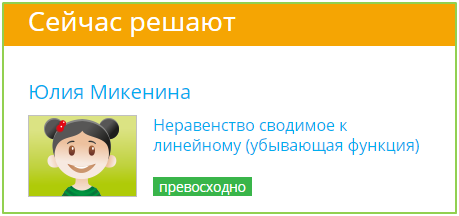 Сейчас решают
Юлия Микенина
Неравенство сводимое к
линейному (убывающая функция)
превосходно